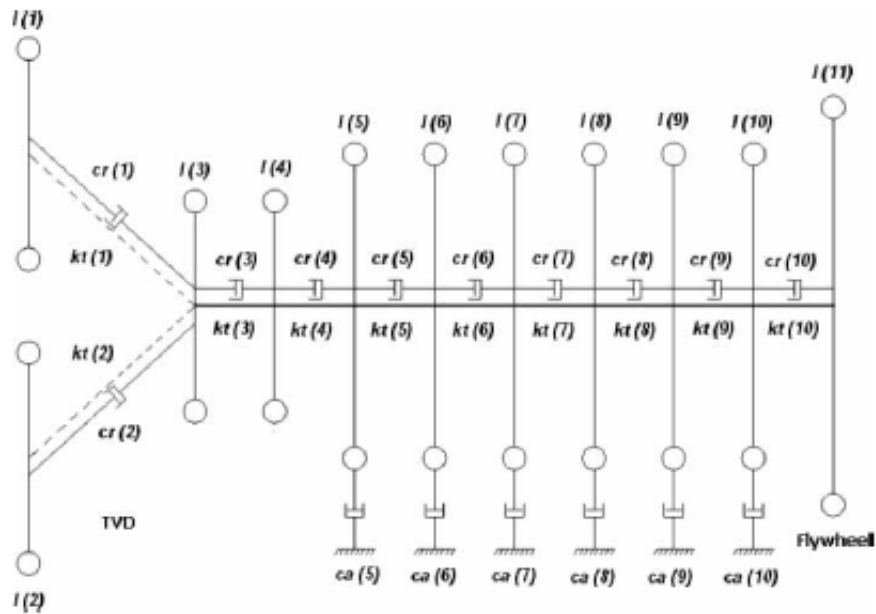 I(1)
I(11)
I(5) I(6) I(7) I(8) I(9) I(10)
cr(1) I(3) I(4)
kt(1) cr(3) cr(4) cr(5) cr(6) cr(7) cr(8) cr(9) cr(10)
kt(2) kt(3) kt(4) kt(5) kt(6) kt(7) kt(8) kt(9) kt(10)
cr(2)
TVD
Flywheel
ca(5) ca(6) ca(7) ca(8) ca(9) ca(10)
I(2)